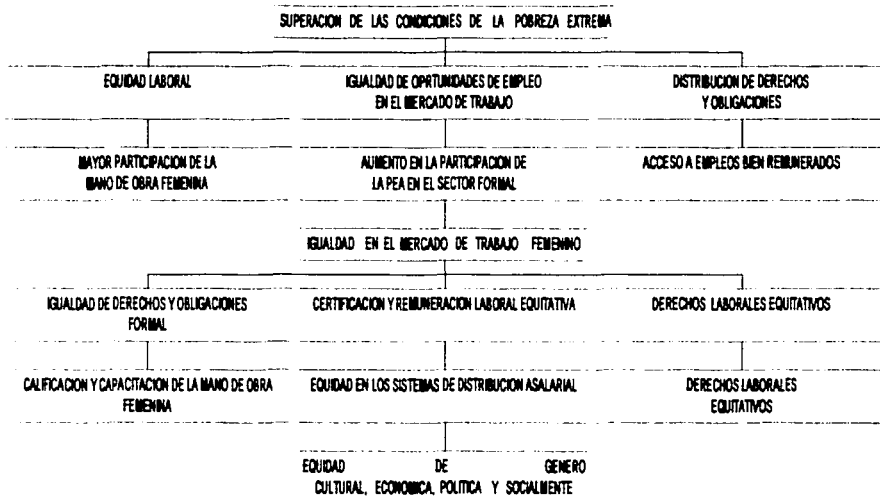 SUPERACION DE LAS CONDICIONES DE LA POBREZA EXTREMA
EQUIDAD LABORAL
IGUALDAD DE OPRTUNIDADES DE EMPLEO
EN EL MERCADO DE TRABAJO
DISTRIBUCION DE DERECHOS
Y OBLIGACIONES
MAYOR PARTICIPACION DE LA
MANO DE OBRA FEMENINA
AUMENTO EN LA PARTICIPACION DE
LA PEA EN EL SECTOR FORMAL
ACCESO A EMPLEOS BIEN REMUNERADOS
IGUALDAD EN EL MERCADO DE TRABAJO FEMENINO
IGUALDAD DE DERECHOS Y OBLIGACIONES
FORMAL
CERTIFICACION Y REMUNERACION LABORAL EQUITATIVA
DERECHOS LABORALES EQUITATIVOS
CALIFICACION Y CAPACITACION DE LA MANO DE OBRA
FEMENINA
EQUIDAD EN LOS SISTEMAS DE DISTRIBUCION ASALARIAL
DERECHOS LABORALES
EQUITATIVOS
EQUIDAD DE GENERO
CULTURAL, ECONOMICA, POLITICA Y SOCIALMENTE